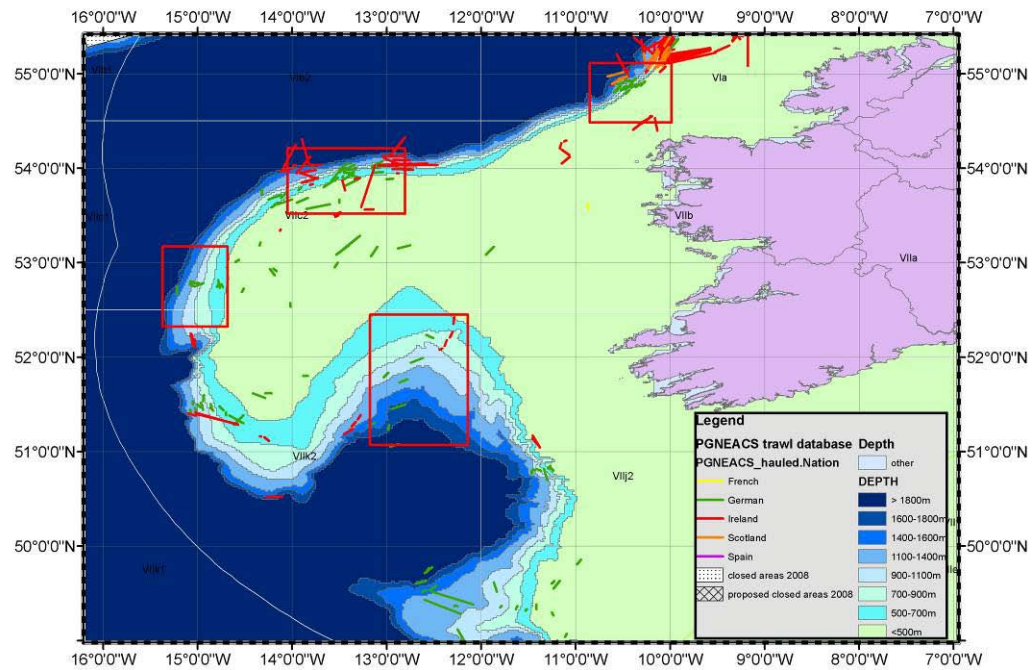 16°0'0"W 15°0'0"W 14°0'0"W 13°0'0"W 12°0'0"W 11°0'0"W 10°0'0"W 9°0'0"W 8°0'0"W 7°0'0"W
55°0'0"N VIb2 VIa 55°0'0"N
54°0'0"N 54°0'0"N
VIIc2 VIIb
53°0'0"N VIIa 53°0'0"N
52°0'0"N 52°0'0"N
51°0'0"N VIIk2 VIIj2 51°0'0"N
50°0'0"N 50°0'0"N
VIIk1
Legend
PGNEACS trawl database
PGNEACS_hauled.Nation
French
German
Ireland
Scotland
Spain
closed areas 2008
proposed closed areas 2008
Depth
other
DEPTH
> 1800m
1600-1800m
1400-1600m
1100-1400m
900-1100m
700-900m
500-700m
<500m
16°0'0"W 15°0'0"W 14°0'0"W 13°0'0"W 12°0'0"W 11°0'0"W 10°0'0"W 9°0'0"W 8°0'0"W 7°0'0"W